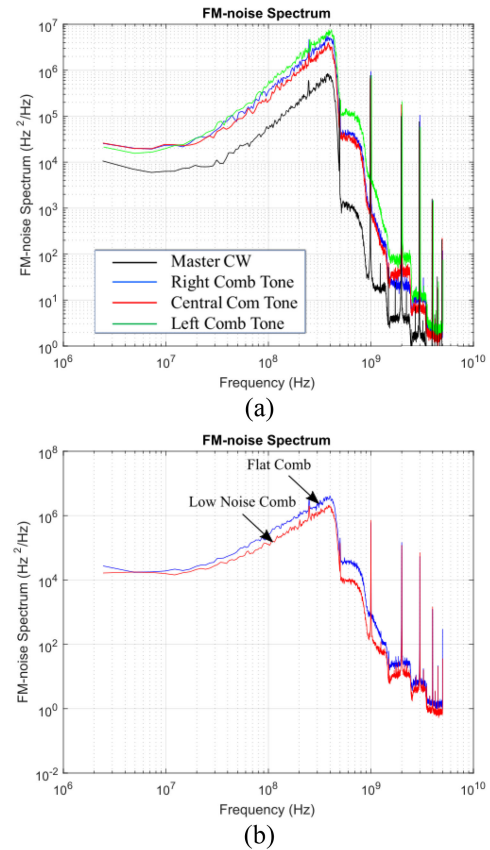 FM-noise Spectrum
10^7
10^6
10^5
10^4
10^3
10^2
10^1
10^0
FM-noise Spectrum (Hz ^2/Hz)
Master CW
Right Comb Tone
Central Com Tone
Left Comb Tone
10^6 10^7 10^8 10^9 10^10
Frequency (Hz)
(a)
FM-noise Spectrum
10^8
10^6
10^4
10^2
10^0
10^-2
FM-noise Spectrum (Hz ^2/Hz)
Flat Comb
Low Noise Comb
10^6 10^7 10^8 10^9 10^10
Frequency (Hz)
(b)